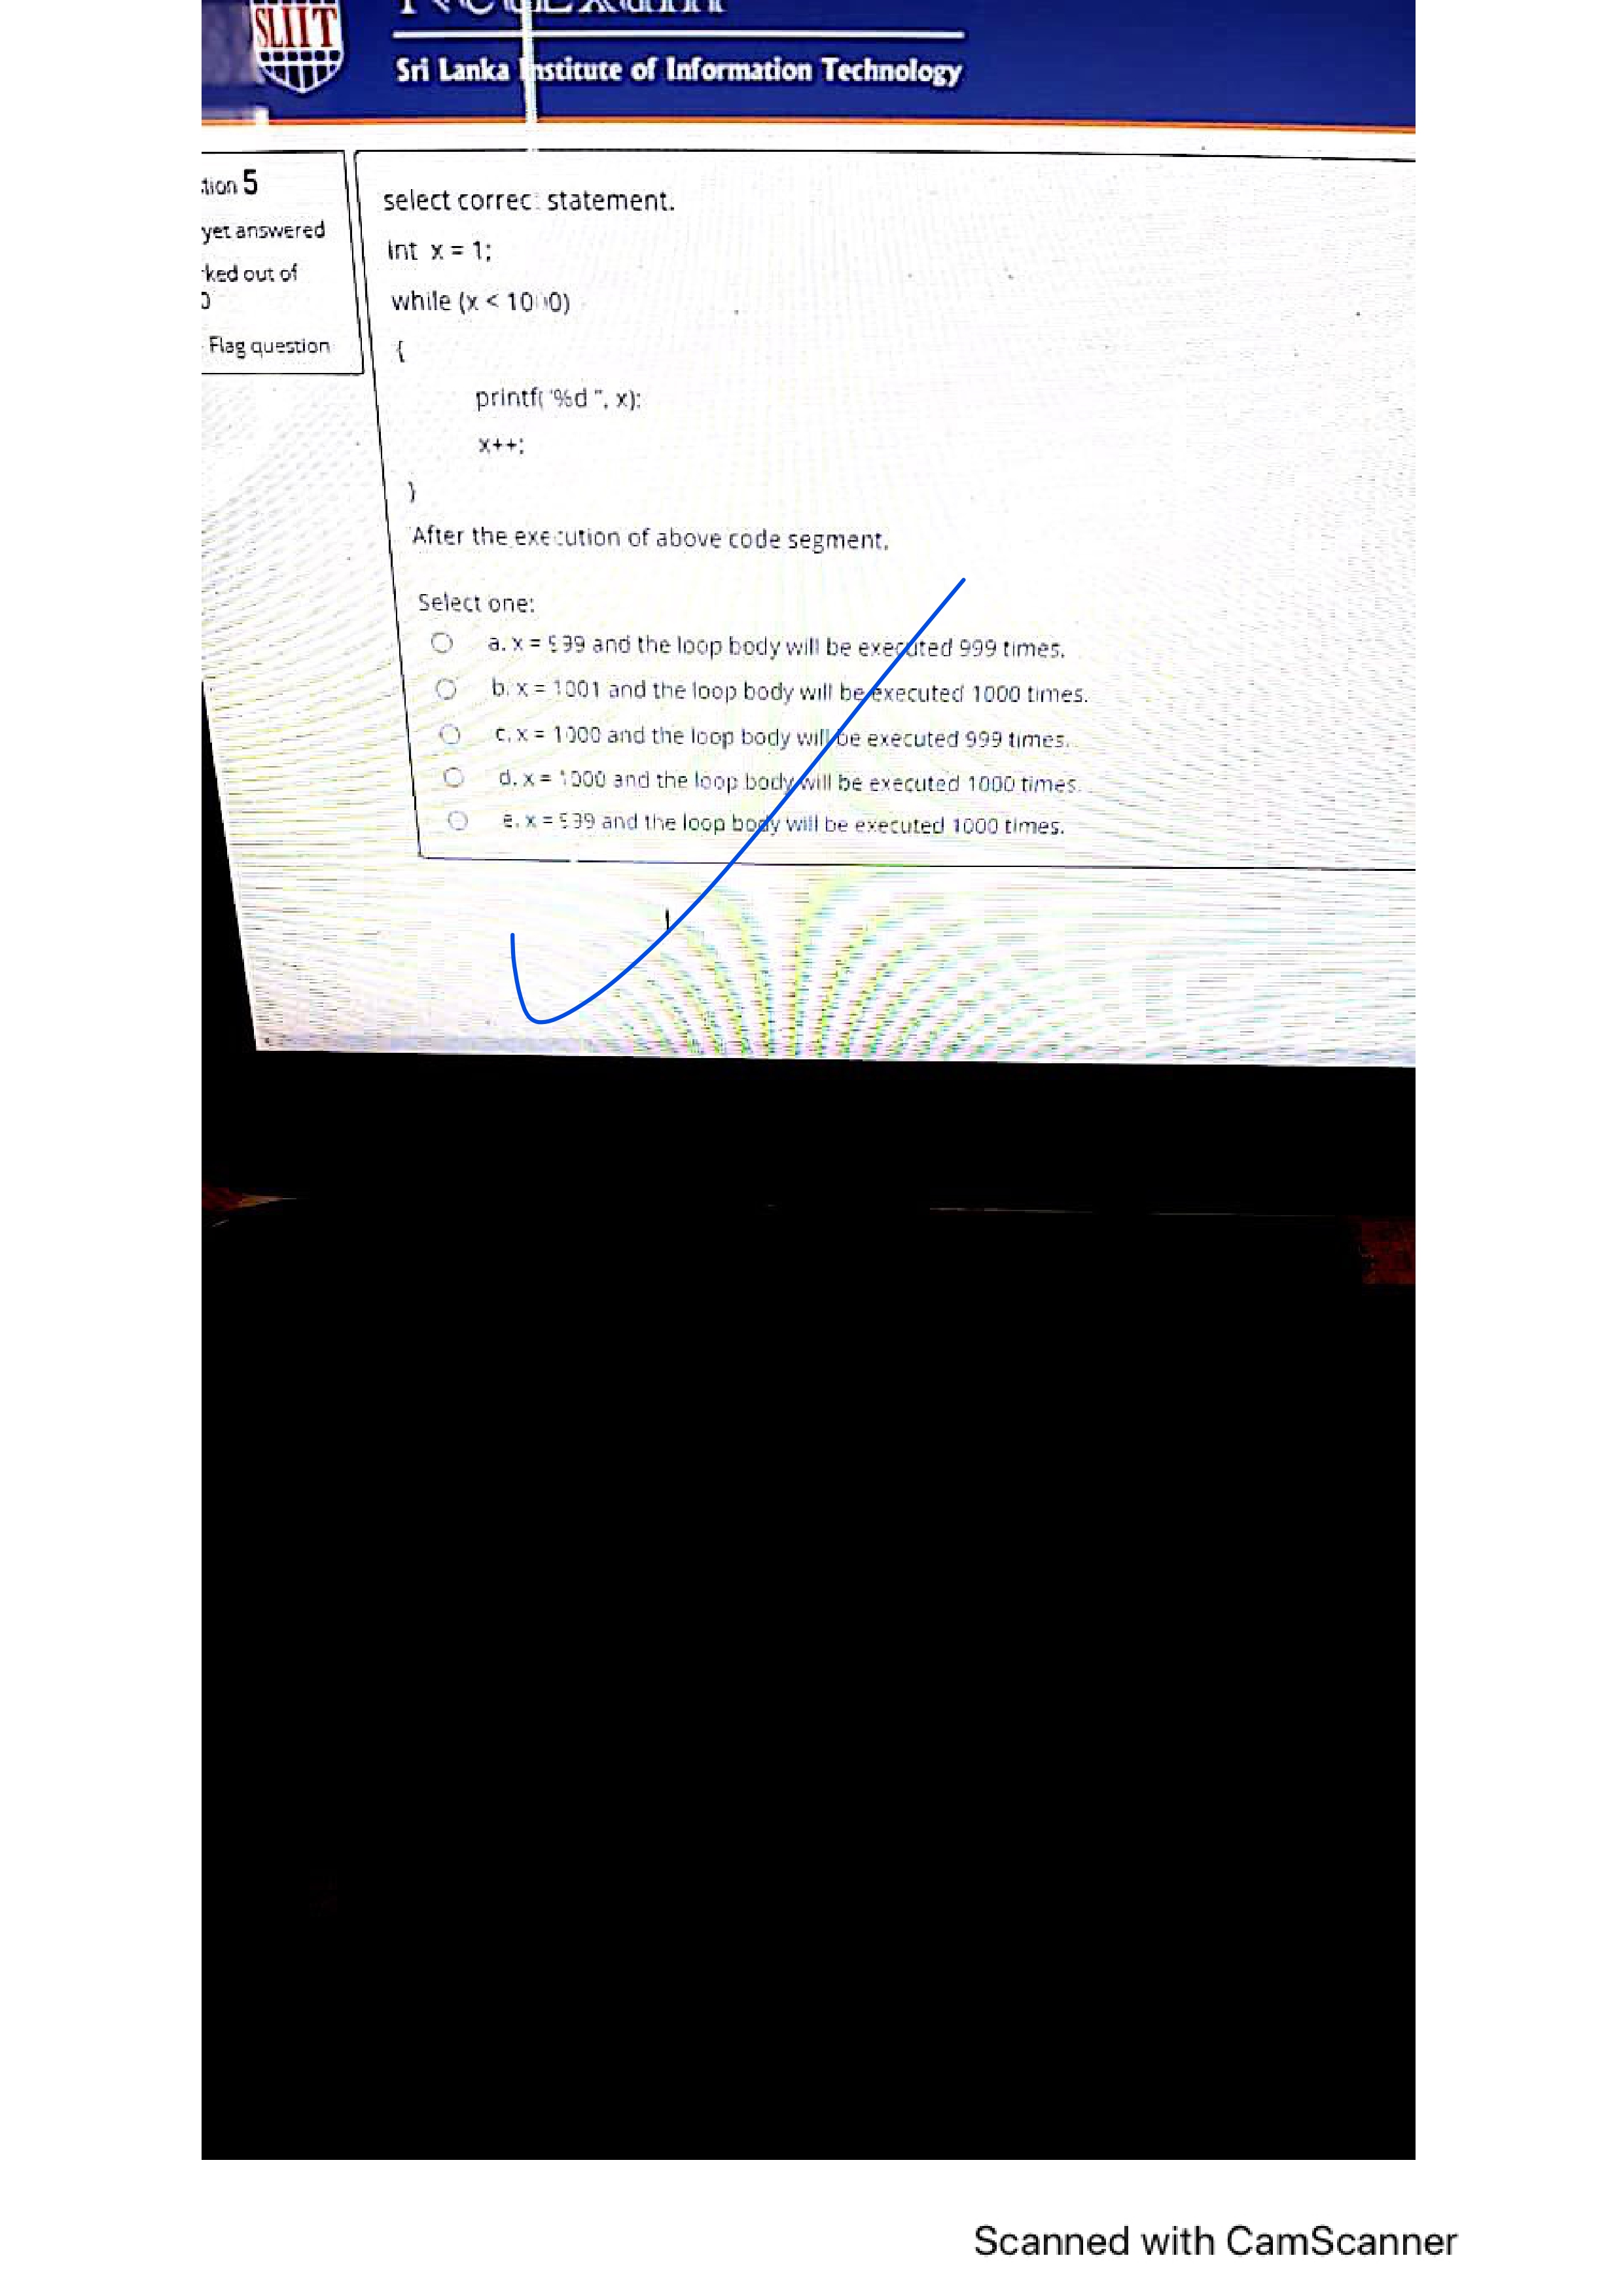 SLIIT
Sri Lanka Institute of Information Technology
tion 5
yet answered
ked out of
0
Flag question
select correct statement.
int x = 1;
while (x < 1000)
{
printf("%d ", x);
x++;
}
After the execution of above code segment,
Select one:
a. x = 999 and the loop body will be executed 999 times.
b. x = 1001 and the loop body will be executed 1000 times.
c. x = 1000 and the loop body will be executed 999 times.
d. x = 1000 and the loop body will be executed 1000 times.
e. x = 999 and the loop body will be executed 1000 times.
Scanned with CamScanner